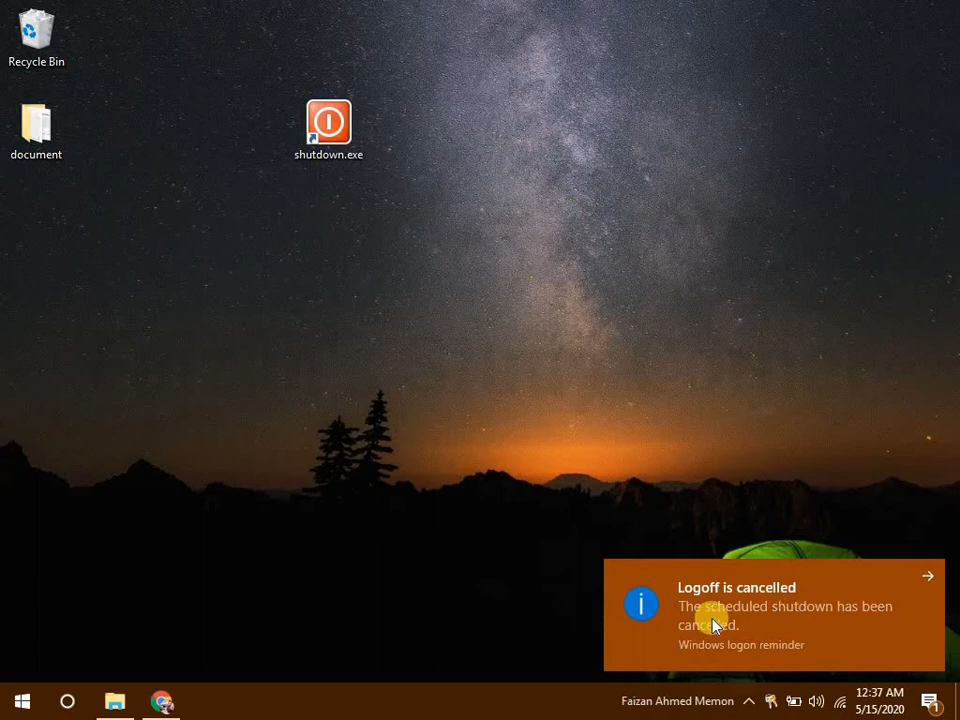 Recycle Bin
document
shutdown.exe
Logoff is cancelled
The scheduled shutdown has been
cancelled.
Windows logon reminder
Faizan Ahmed Memon
12:37 AM
5/15/2020
1